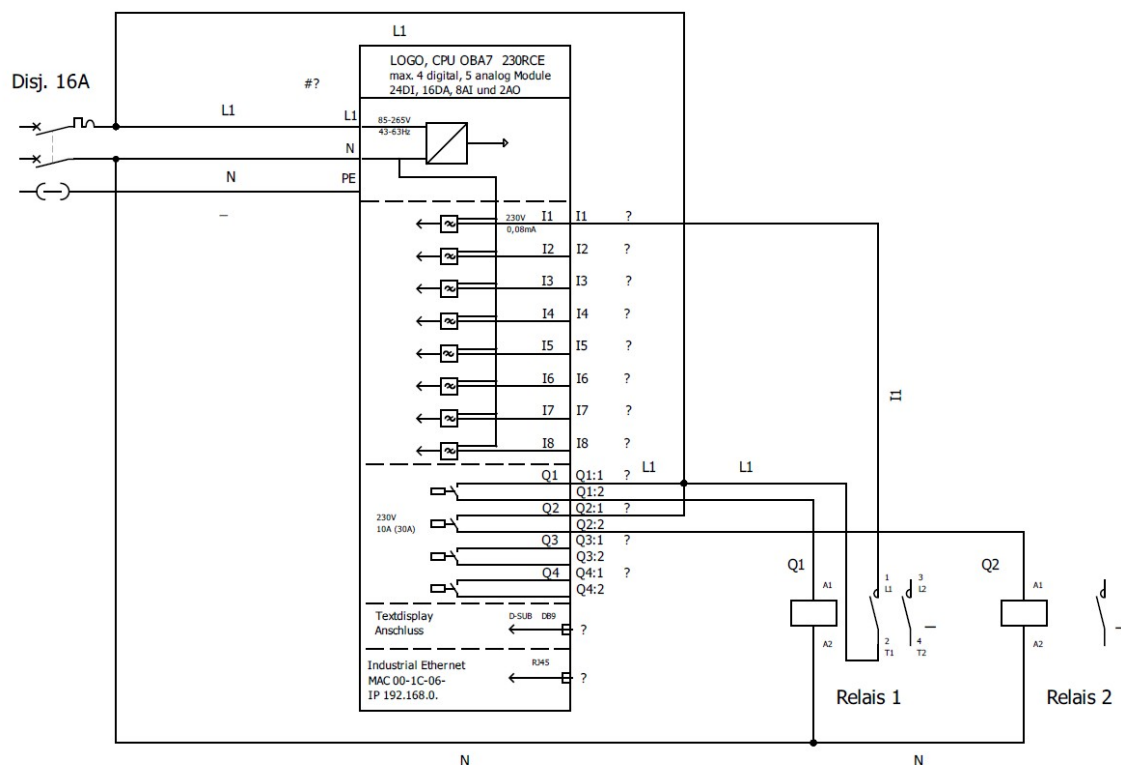 L1
LOGO, CPU OBA7 230RCE
max. 4 digital, 5 analog Module
24DI, 16DA, 8AI und 2AO
Disj. 16A
#?
L1
L1
85-265V
43-63Hz
N
N
PE
230V
0,08mA
I1 I1 ?
I2 I2 ?
I3 I3 ?
I4 I4 ?
I5 I5 ?
I6 I6 ?
I7 I7 ?
I8 I8 ?
I1
Q1 Q1:1 ? L1 L1
Q1:2
Q2 Q2:1 ?
Q2:2
230V
10A (30A)
Q3 Q3:1 ?
Q3:2
Q4 Q4:1 ?
Q4:2
Q1
A1
A2
1
L1
3
L2
2
T1
4
T2
Q2
A1
A2
Textdisplay
Anschluss
D-SUB DB9 ?
Industrial Ethernet
MAC 00-1C-06-
IP 192.168.0.
RJ45 ?
Relais 1
Relais 2
N
N